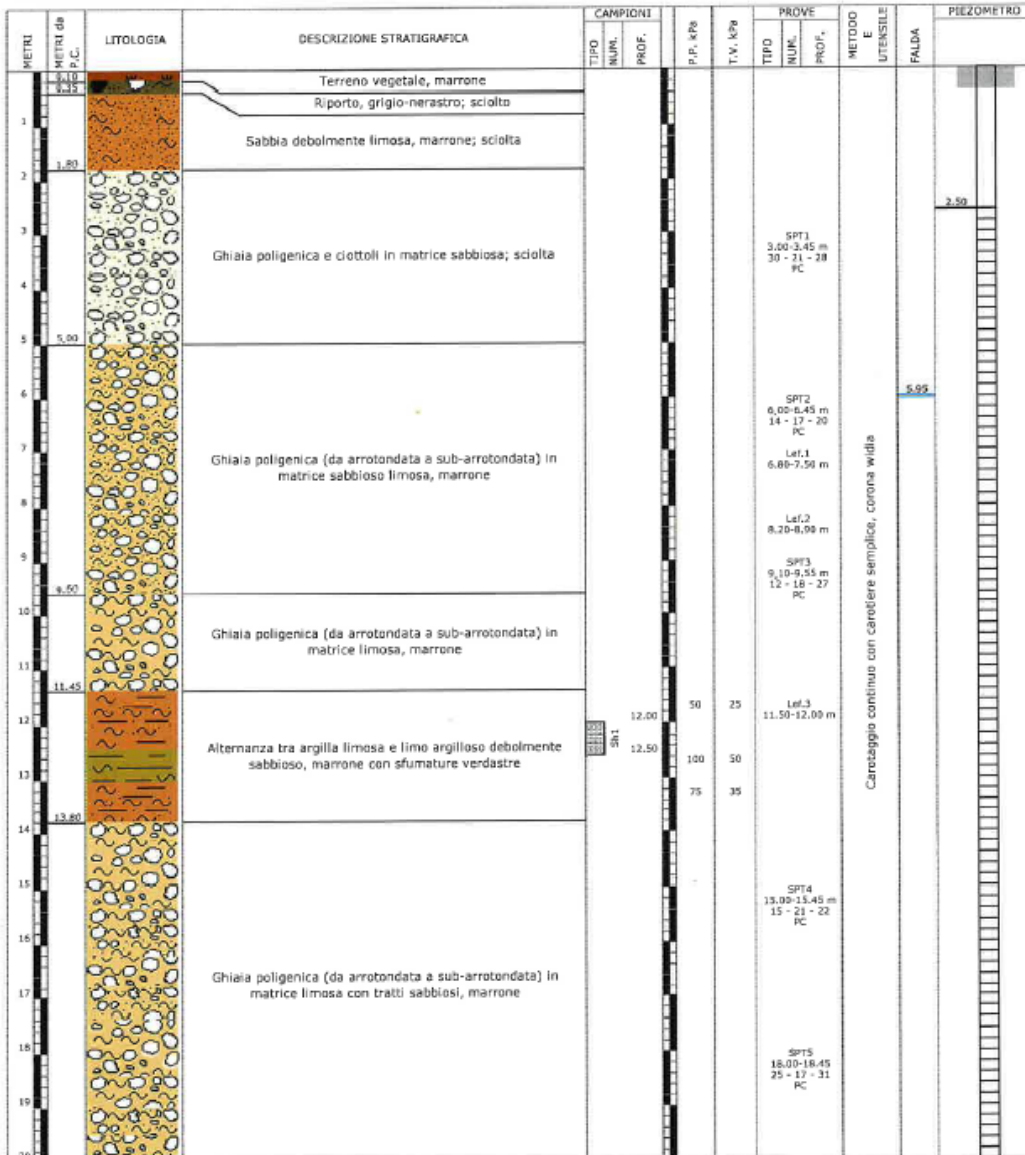 METRI
METRI da P.C.
LITOLOGIA
DESCRIZIONE STRATIGRAFICA
CAMPIONI
TIPO
NUM.
PROF.
P.P. kPa
T.V. kPa
PROVE
TIPO
NUM.
PROF.
METODO E UTENSILE
FALDA
PIEZOMETRO
0.10
Terreno vegetale, marrone
0.35
Riporto, grigio-nerastro; sciolto
1
Sabbia debolmente limosa, marrone; sciolta
1.80
2
2.50
3
Ghiaia poligenica e ciottoli in matrice sabbiosa; sciolta
SPT1
3.00-3.45 m
30 - 21 - 28
PC
4
5
5.00
6
5.95
SPT2
6.00-6.45 m
14 - 17 - 20
PC
7
Ghiaia poligenica (da arrotondata a sub-arrotondata) in
matrice sabbioso limosa, marrone
Lef.1
6.80-7.50 m
8
Lef.2
8.20-8.90 m
9
SPT3
9.10-9.55 m
12 - 18 - 27
PC
9.50
10
Ghiaia poligenica (da arrotondata a sub-arrotondata) in
matrice limosa, marrone
11
11.45
Carotaggio continuo con carotiere semplice, corona widia
12
12.00
Sh1
12.50
50
25
Lef.3
11.50-12.00 m
Alternanza tra argilla limosa e limo argilloso debolmente
sabbioso, marrone con sfumature verdastre
100
50
13
75
35
13.80
14
15
SPT4
15.00-15.45 m
15 - 21 - 22
PC
16
17
Ghiaia poligenica (da arrotondata a sub-arrotondata) in
matrice limosa con tratti sabbiosi, marrone
18
SPT5
18.00-18.45
25 - 17 - 31
PC
19
20